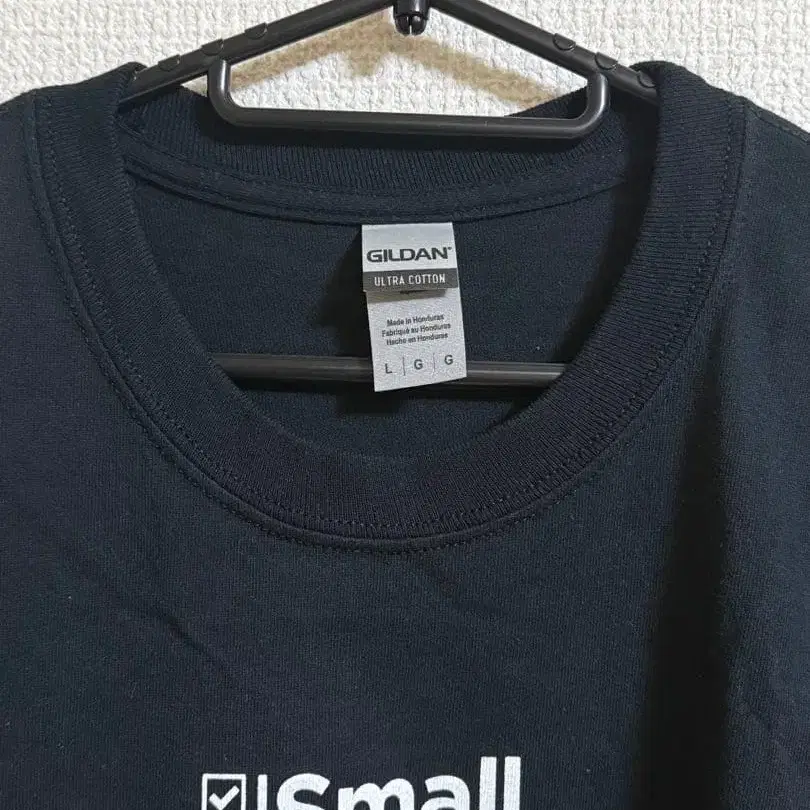 GILDAN®
ULTRA COTTON
Made in Honduras
Fabriqué au Honduras
Hecho en Honduras
L | G | G
Small